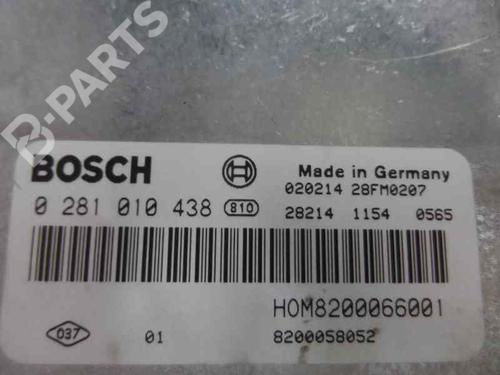 B-PARTS
BOSCH
Made in Germany
020214 28FM0207
0 281 010 438 810
28214 1154 0565
HOM8200066001
037 01 8200058052